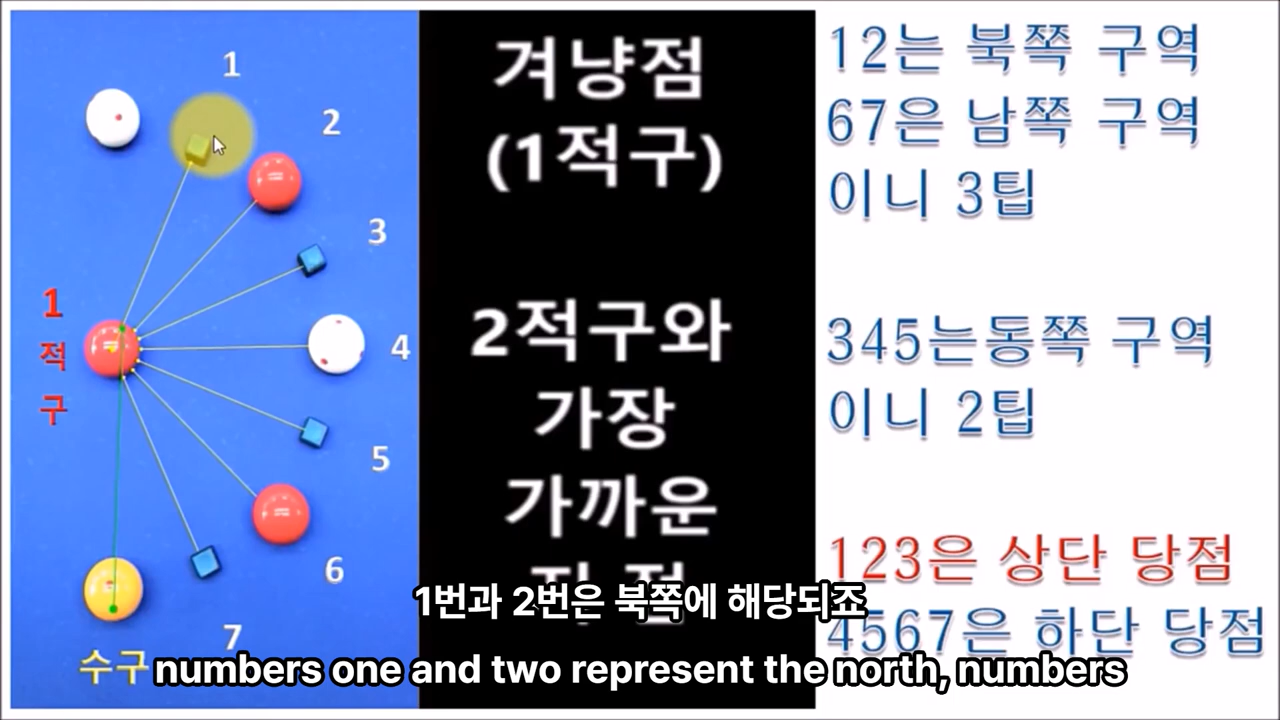 1
2
3
4
5
6
7
1
적
구
수구
겨냥점
(1적구)
2적구와
가장
가까운
12는 북쪽 구역
67은 남쪽 구역
이니 3팁
345는동쪽 구역
이니 2팁
123은 상단 당점
4567은 하단 당점
1번과 2번은 북쪽에 해당되죠
numbers one and two represent the north, numbers